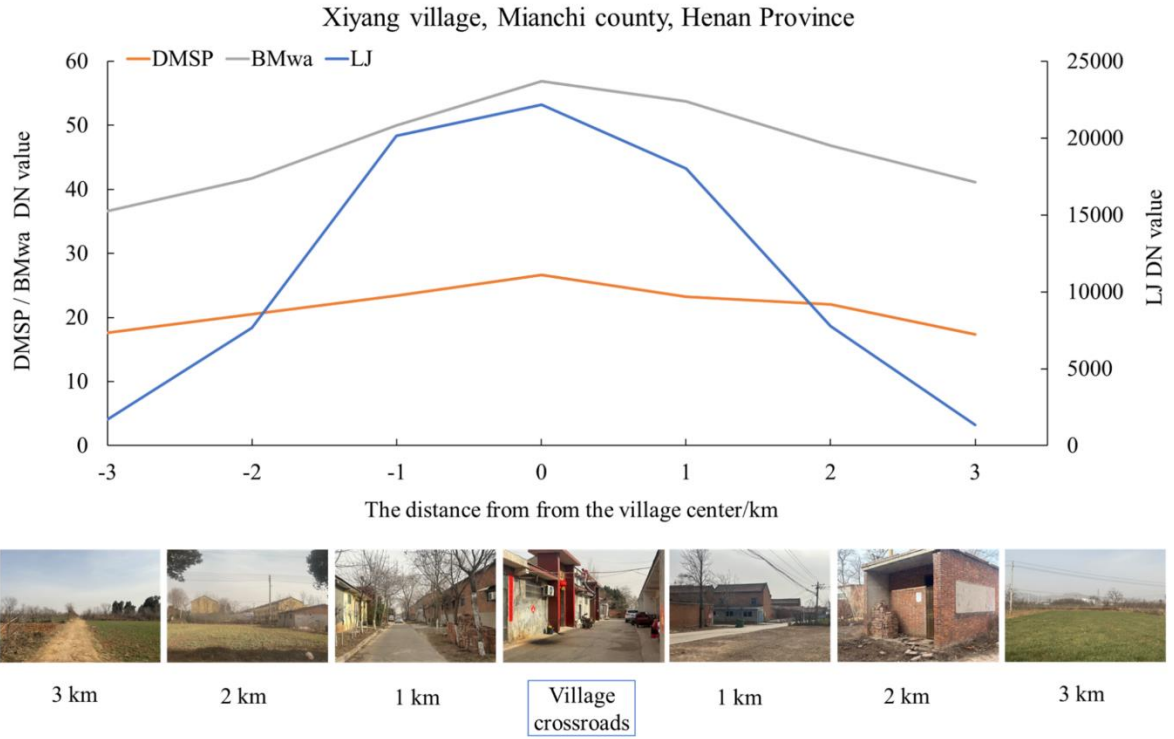 Xiyang village, Mianchi county, Henan Province
DMSP BMwa LJ
DMSP / BMwa DN value
60
50
40
30
20
10
0
25000
20000
15000
10000
5000
0
LJ DN value
-3 -2 -1 0 1 2 3
The distance from from the village center/km
3 km 2 km 1 km Village crossroads 1 km 2 km 3 km